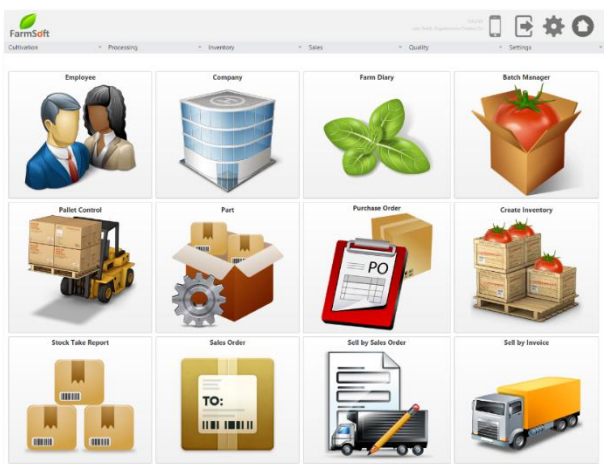 FarmSoft
Cultivation Processing Inventory Sales Quality Settings
Employee Company Farm Diary Batch Manager
Pallet Control Part Purchase Order Create Inventory
PO
Stock Take Report Sales Order Sell by Sales Order Sell by Invoice
TO: